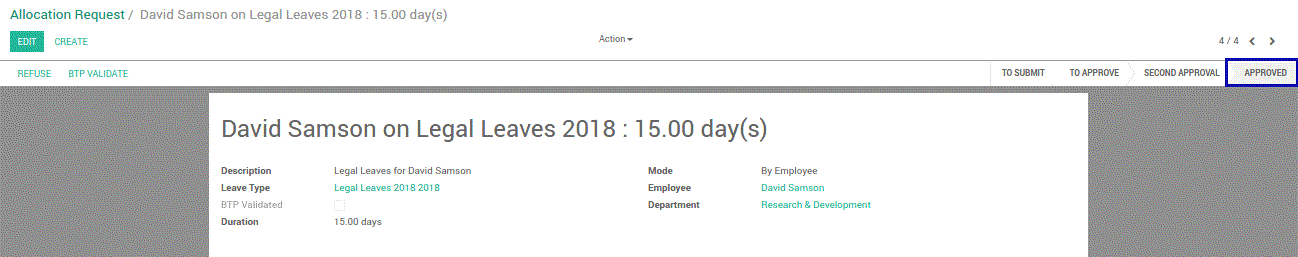 Allocation Request / David Samson on Legal Leaves 2018 : 15.00 day(s)
EDIT CREATE Action 4 / 4
REFUSE BTP VALIDATE TO SUBMIT TO APPROVE SECOND APPROVAL APPROVED
David Samson on Legal Leaves 2018 : 15.00 day(s)
Description Legal Leaves for David Samson Mode By Employee
Leave Type Legal Leaves 2018 2018 Employee David Samson
BTP Validated Department Research & Development
Duration 15.00 days